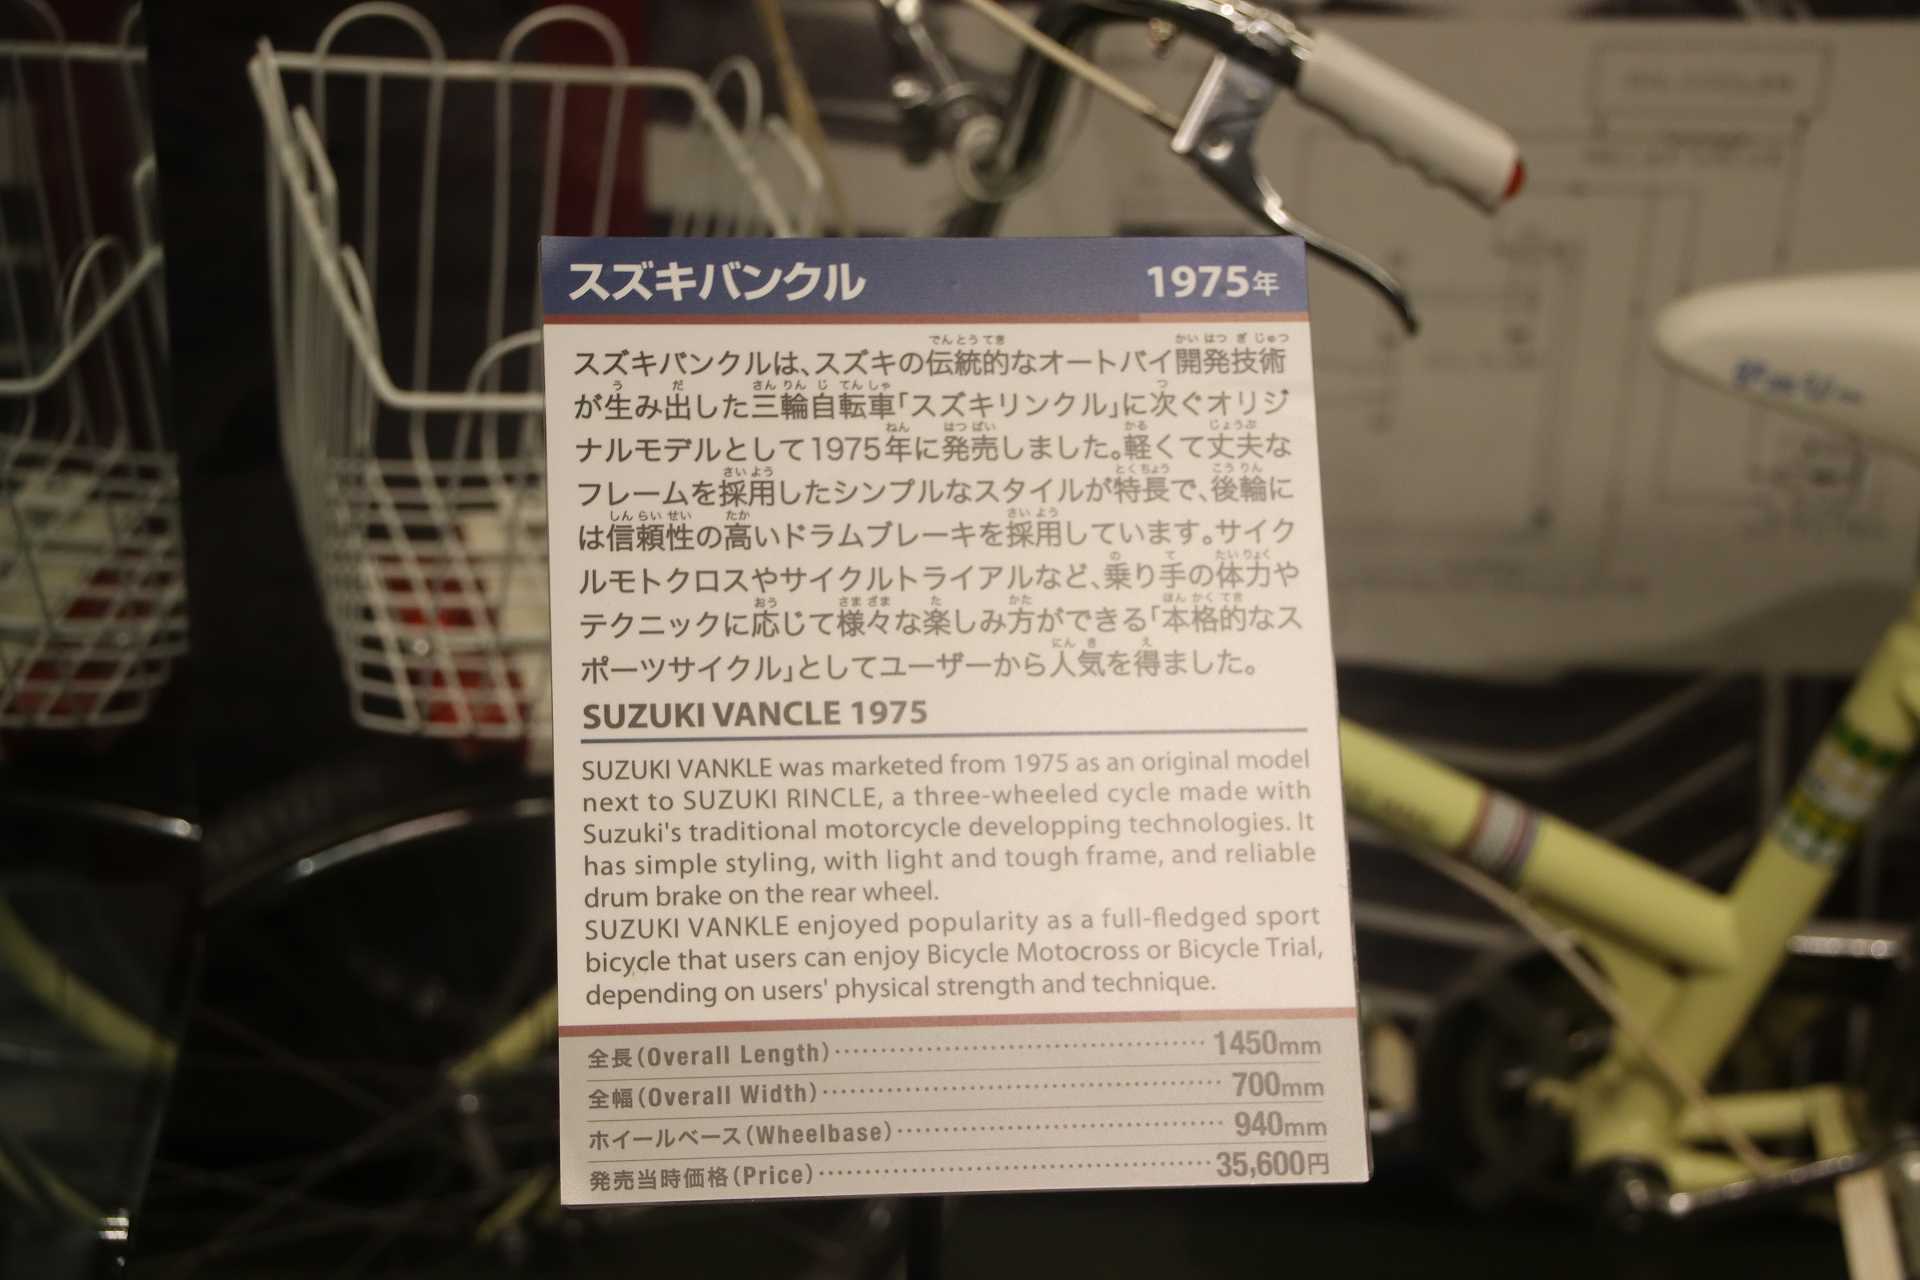 スズキバンクル 1975年
スズキバンクルは、スズキの伝統的なオートバイ開発技術
が生み出した三輪自転車「スズキリンクル」に次ぐオリジ
ナルモデルとして1975年に発売しました。軽くて丈夫な
フレームを採用したシンプルなスタイルが特長で、後輪に
は信頼性の高いドラムブレーキを採用しています。サイク
ルモトクロスやサイクルトライアルなど、乗り手の体力や
テクニックに応じて様々な楽しみ方ができる「本格的なス
ポーツサイクル」としてユーザーから人気を得ました。
SUZUKI VANCLE 1975
SUZUKI VANKLE was marketed from 1975 as an original model
next to SUZUKI RINCLE, a three-wheeled cycle made with
Suzuki's traditional motorcycle developping technologies. It
has simple styling, with light and tough frame, and reliable
drum brake on the rear wheel.
SUZUKI VANKLE enjoyed popularity as a full-fledged sport
bicycle that users can enjoy Bicycle Motocross or Bicycle Trial,
depending on users' physical strength and technique.
全長(Overall Length) 1450mm
全幅(Overall Width) 700mm
ホイールベース(Wheelbase) 940mm
発売当時価格(Price) 35,600円